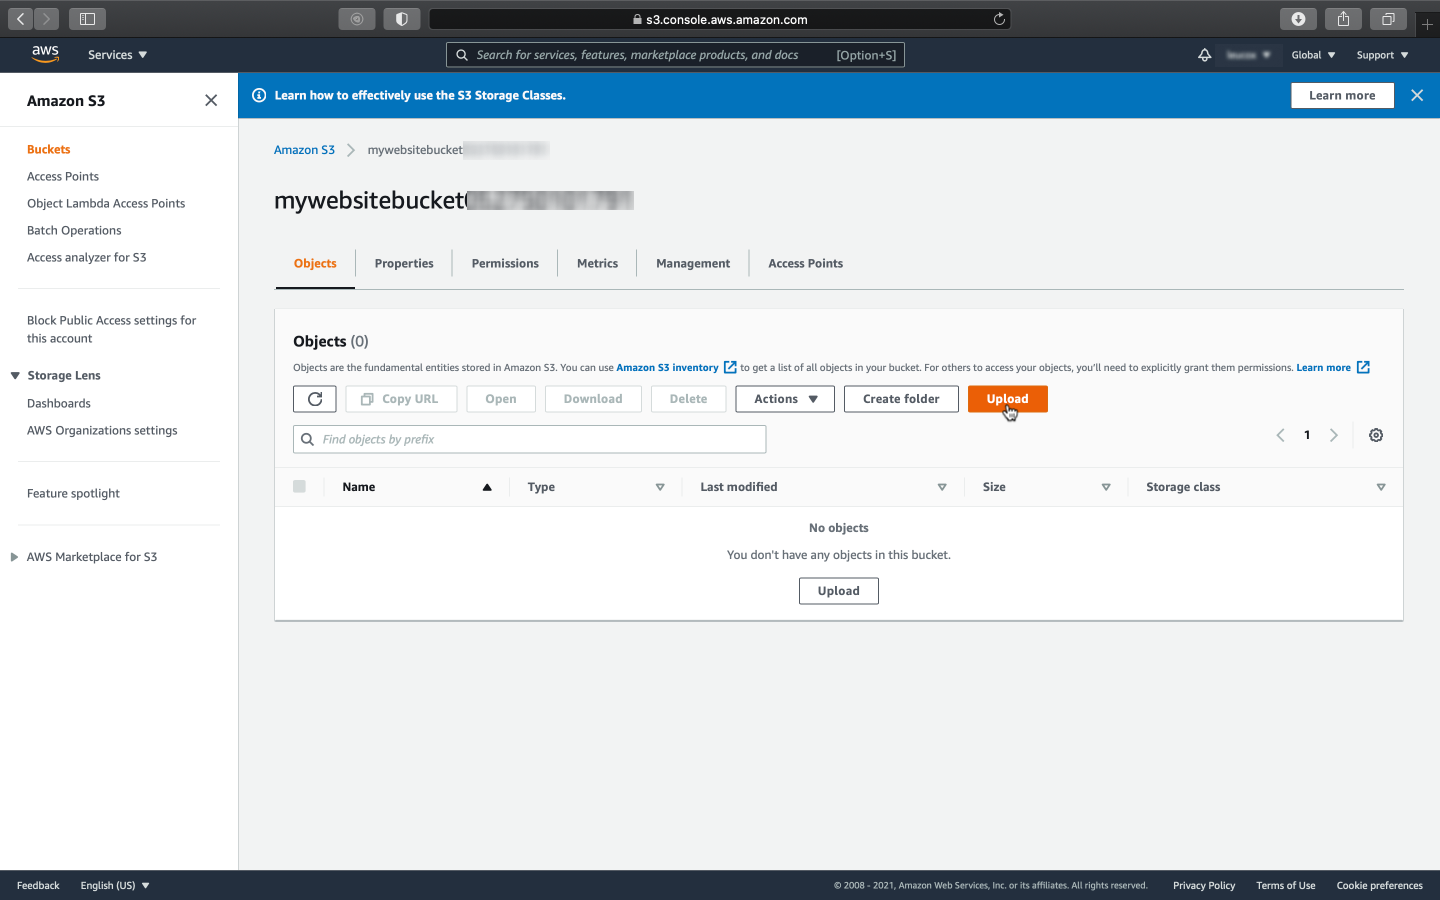 s3.console.aws.amazon.com
aws
Services
Search for services, features, marketplace products, and docs
[Option+S]
Global
Support
Amazon S3
Learn how to effectively use the S3 Storage Classes.
Learn more
Buckets
Access Points
Object Lambda Access Points
Batch Operations
Access analyzer for S3
Block Public Access settings for
this account
Storage Lens
Dashboards
AWS Organizations settings
Feature spotlight
AWS Marketplace for S3
Amazon S3
mywebsitebucket
mywebsitebucket
Objects
Properties
Permissions
Metrics
Management
Access Points
Objects (0)
Objects are the fundamental entities stored in Amazon S3. You can use Amazon S3 inventory to get a list of all objects in your bucket. For others to access your objects, you'll need to explicitly grant them permissions. Learn more
Copy URL
Open
Download
Delete
Actions
Create folder
Upload
Find objects by prefix
1
Name
Type
Last modified
Size
Storage class
No objects
You don't have any objects in this bucket.
Upload
Feedback
English (US)
© 2008 - 2021, Amazon Web Services, Inc. or its affiliates. All rights reserved.
Privacy Policy
Terms of Use
Cookie preferences